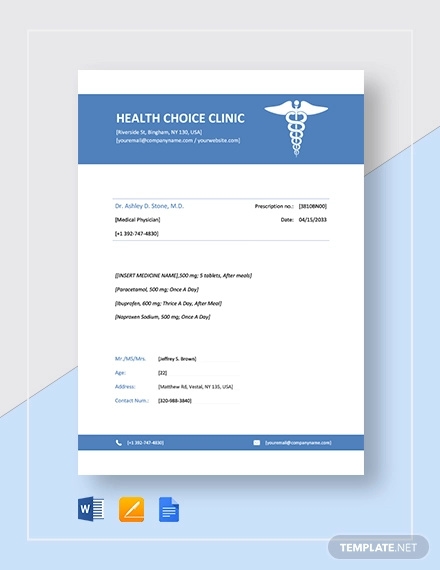 HEALTH CHOICE CLINIC
[Riverside St, Bingham, NY 130, USA]
[youremail@companyname.com / yourwebsite.com]
Dr. Ashley D. Stone, M.D. Prescription no.: [3810BN00]
[Medical Physician] Date: 04/15/2033
[+1 392-747-4830]
[[INSERT MEDICINE NAME],500 mg; 5 tablets, After meals]
[Paracetamol, 500 mg; Once A Day]
[Ibuprofen, 600 mg; Thrice A Day, After Meal]
[Naproxen Sodium, 500 mg; Once A Day]
Mr./MS/Mrs. [Jeffrey S. Brown]
Age: [22]
Address: [Matthew Rd, Vestal, NY 135, USA]
Contact Num.: [320-988-3840]
[+1 392-747-4830] [youremail@companyname.com]
W
TEMPLATE.NET